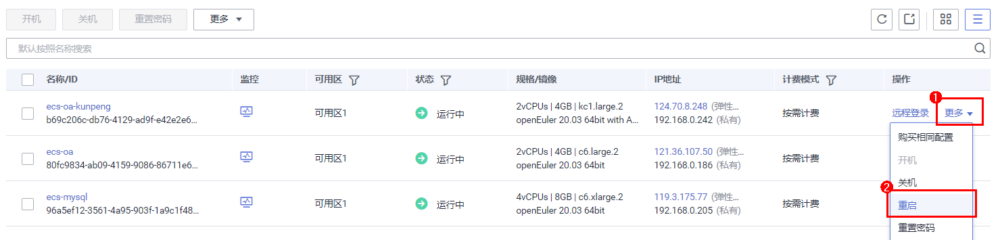 开机 关机 重置密码 更多
默认按照名称搜索
名称/ID 监控 可用区 状态 规格/镜像 IP地址 计费模式 操作
1
ecs-oa-kunpeng 2vCPUs | 4GB | kc1.large.2 124.70.8.248 (弹性...
可用区1 运行中 按需计费 远程登录 更多
b69c206c-db76-4129-ad9f-e42e2e6... openEuler 20.03 64bit with A... 192.168.0.242 (私有)
购买相同配置
ecs-oa 2vCPUs | 4GB | c6.large.2 121.36.107.50 (弹性...
可用区1 运行中 按需计费 开机
80fc9834-ab09-4159-9086-86711e6... openEuler 20.03 64bit 192.168.0.186 (私有)
关机
2
ecs-mysql 4vCPUs | 8GB | c6.xlarge.2 119.3.175.77 (弹性...
可用区1 运行中 按需计费 重启
96a5ef12-3561-4a95-903f-1a9c1f48... openEuler 20.03 64bit 192.168.0.205 (私有)
重置密码